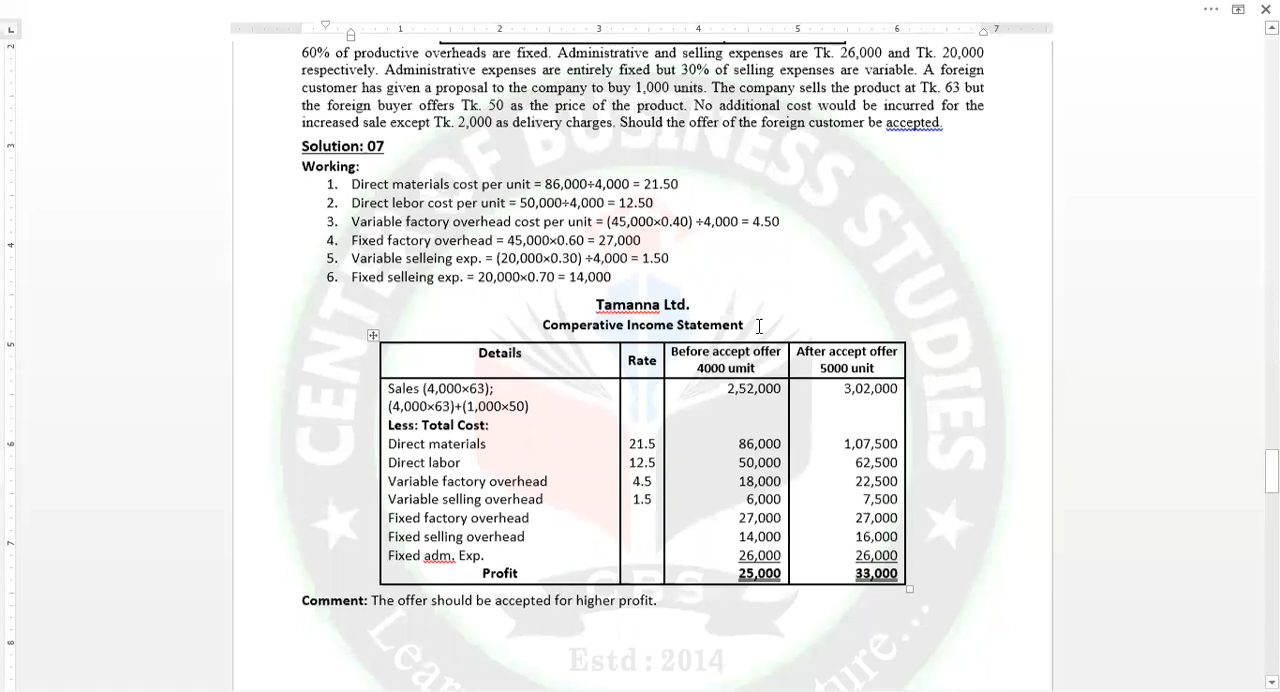 1 2 3 4 5 6 7
60% of productive overheads are fixed. Administrative and selling expenses are Tk. 26,000 and Tk. 20,000
respectively. Administrative expenses are entirely fixed but 30% of selling expenses are variable. A foreign
customer has given a proposal to the company to buy 1,000 units. The company sells the product at Tk. 63 but
the foreign buyer offers Tk. 50 as the price of the product. No additional cost would be incurred for the
increased sale except Tk. 2,000 as delivery charges. Should the offer of the foreign customer be accepted.
Solution: 07
Working:
1. Direct materials cost per unit = 86,000÷4,000 = 21.50
2. Direct lebor cost per unit = 50,000÷4,000 = 12.50
3. Variable factory overhead cost per unit = (45,000×0.40) ÷4,000 = 4.50
4. Fixed factory overhead = 45,000×0.60 = 27,000
5. Variable selleing exp. = (20,000×0.30) ÷4,000 = 1.50
6. Fixed selleing exp. = 20,000×0.70 = 14,000
Tamanna Ltd.
Comperative Income Statement
Details Rate Before accept offer 4000 umit After accept offer 5000 unit
Sales (4,000×63); 2,52,000 3,02,000
(4,000×63)+(1,000×50)
Less: Total Cost:
Direct materials 21.5 86,000 1,07,500
Direct labor 12.5 50,000 62,500
Variable factory overhead 4.5 18,000 22,500
Variable selling overhead 1.5 6,000 7,500
Fixed factory overhead 27,000 27,000
Fixed selling overhead 14,000 16,000
Fixed adm. Exp. 26,000 26,000
Profit 25,000 33,000
Comment: The offer should be accepted for higher profit.
CENTER OF BUSINESS STUDIES
CBS
Estd : 2014